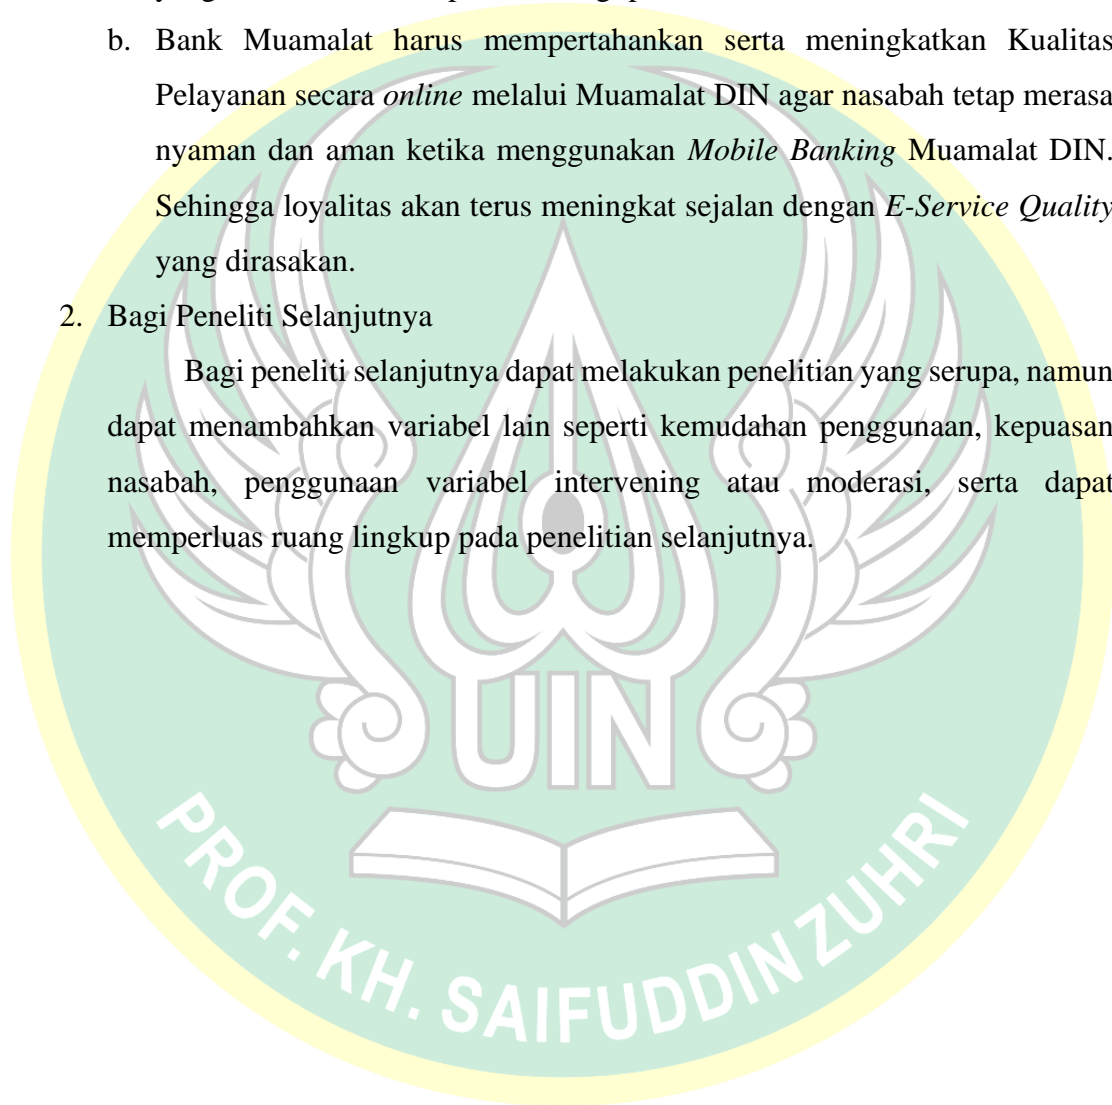 b. Bank Muamalat harus mempertahankan serta meningkatkan Kualitas
Pelayanan secara online melalui Muamalat DIN agar nasabah tetap merasa
nyaman dan aman ketika menggunakan Mobile Banking Muamalat DIN.
Sehingga loyalitas akan terus meningkat sejalan dengan E-Service Quality
yang dirasakan.
2. Bagi Peneliti Selanjutnya
Bagi peneliti selanjutnya dapat melakukan penelitian yang serupa, namun
dapat menambahkan variabel lain seperti kemudahan penggunaan, kepuasan
nasabah, penggunaan variabel intervening atau moderasi, serta dapat
memperluas ruang lingkup pada penelitian selanjutnya.
UIN
PROF. KH. SAIFUDDIN ZUHRI